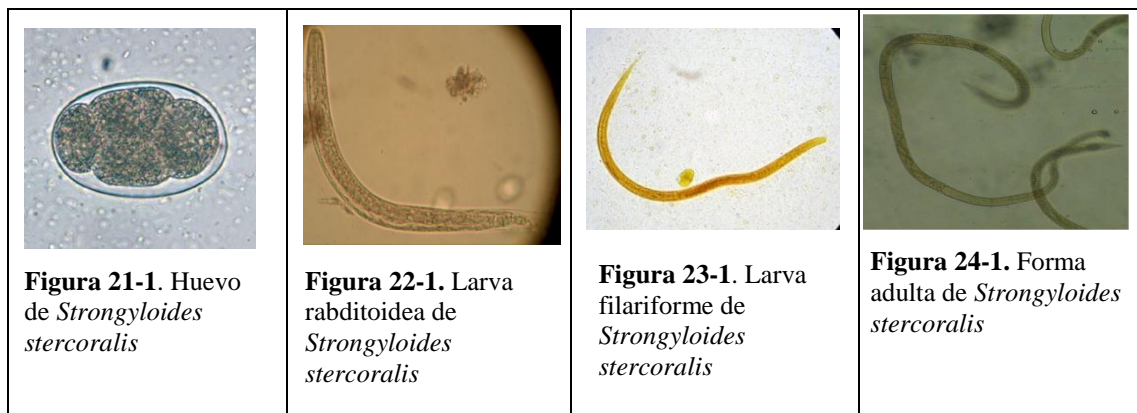 Figura 21-1. Huevo
de Strongyloides
stercoralis
Figura 22-1. Larva
rabditoidea de
Strongyloides
stercoralis
Figura 23-1. Larva
filariforme de
Strongyloides
stercoralis
Figura 24-1. Forma
adulta de Strongyloides
stercoralis